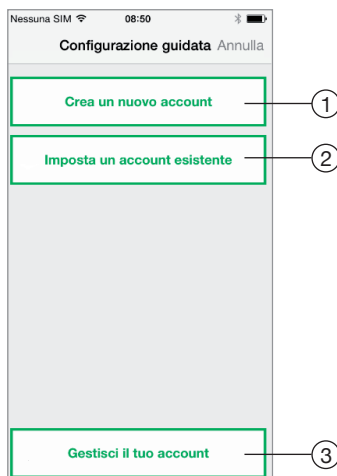 Nessuna SIM 08:50
Configurazione guidata Annulla
Crea un nuovo account 1
Imposta un account esistente 2
Gestisci il tuo account 3